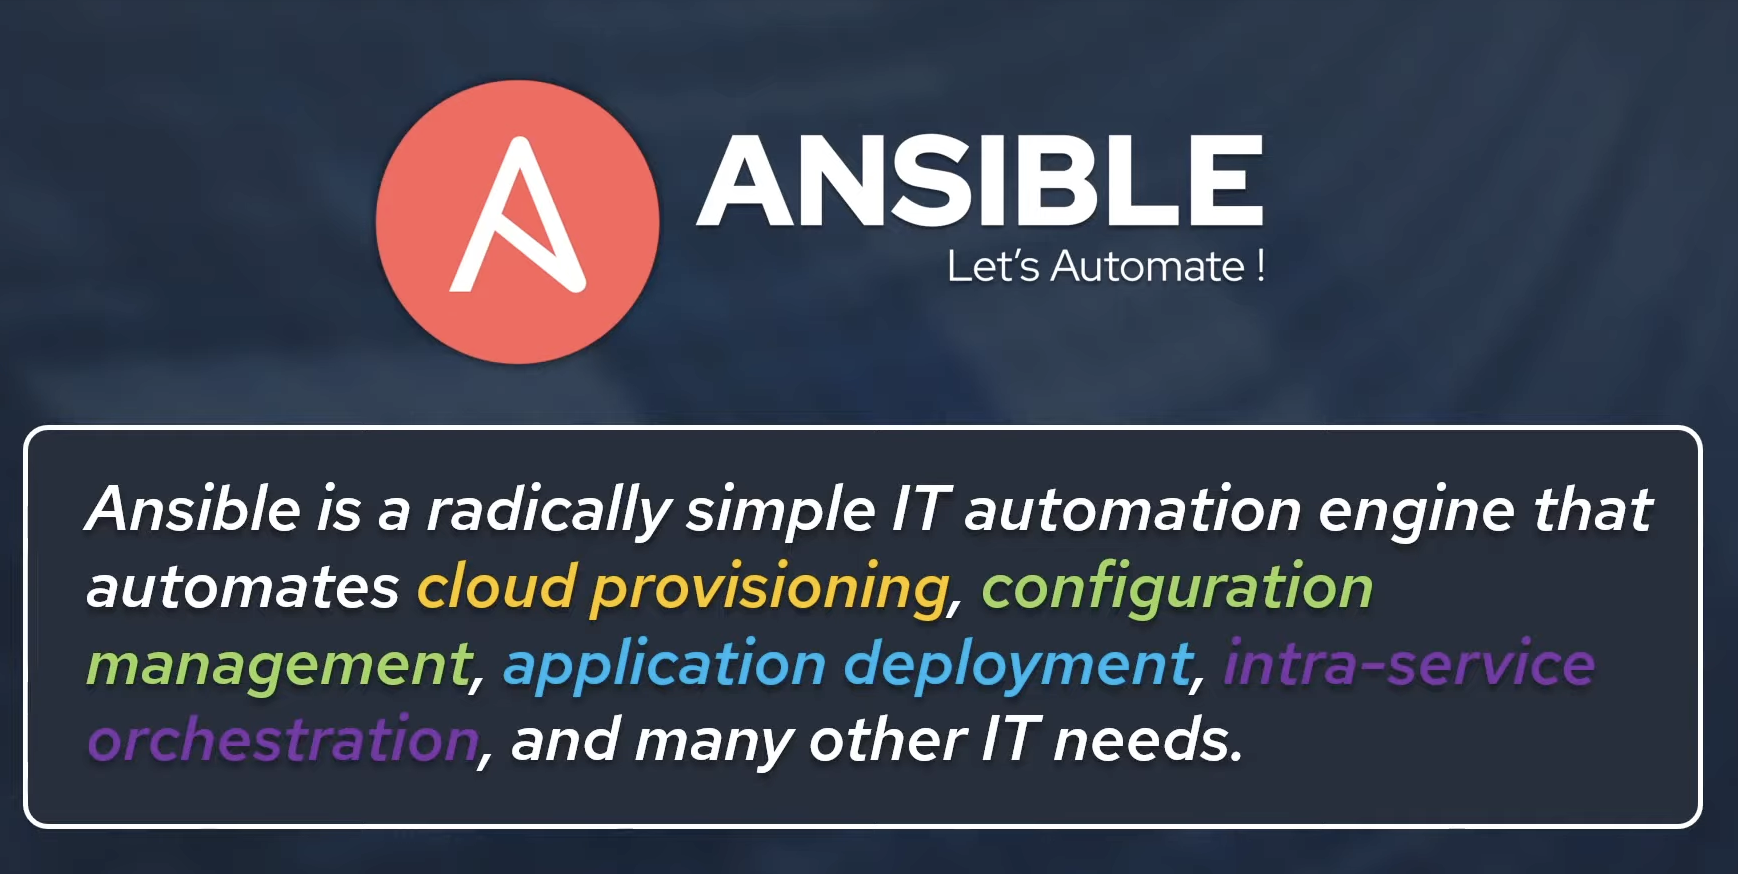 ANSIBLE
Let's Automate !
Ansible is a radically simple IT automation engine that
automates cloud provisioning, configuration
management, application deployment, intra-service
orchestration, and many other IT needs.